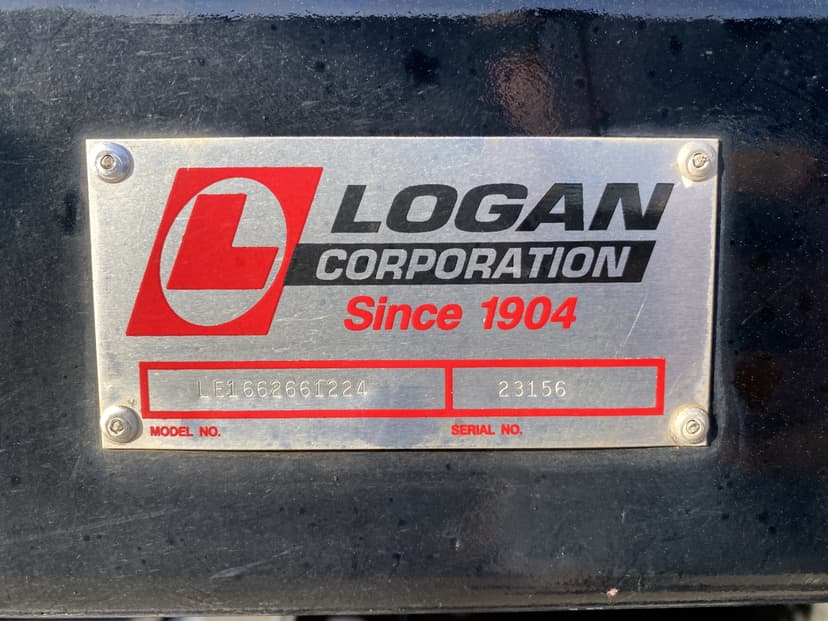 L
LOGAN
CORPORATION
Since 1904
LE1662661224 23156
MODEL NO. SERIAL NO.